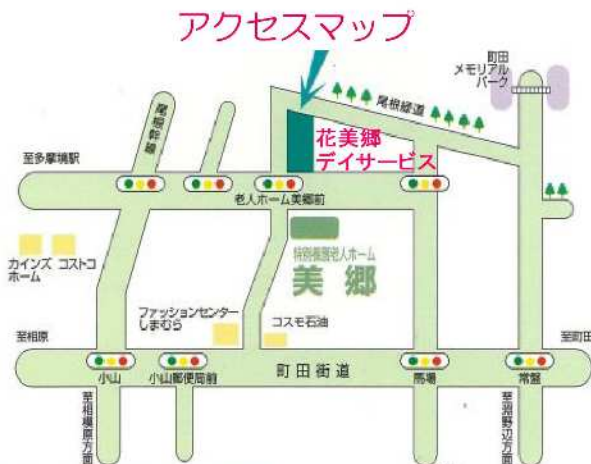 アクセスマップ
町田
メモリアル
パーク
尾根緑道
尾根幹線
花美郷
デイサービス
至多摩境駅
老人ホーム美郷前
特別養護老人ホーム
美郷
カインズ
ホーム
コストコ
ファッションセンター
しまむら
コスモ石油
至相原
至町田
小山
小山郵便局前
町田街道
馬場
常盤
至相模原方面
至淵野辺方面